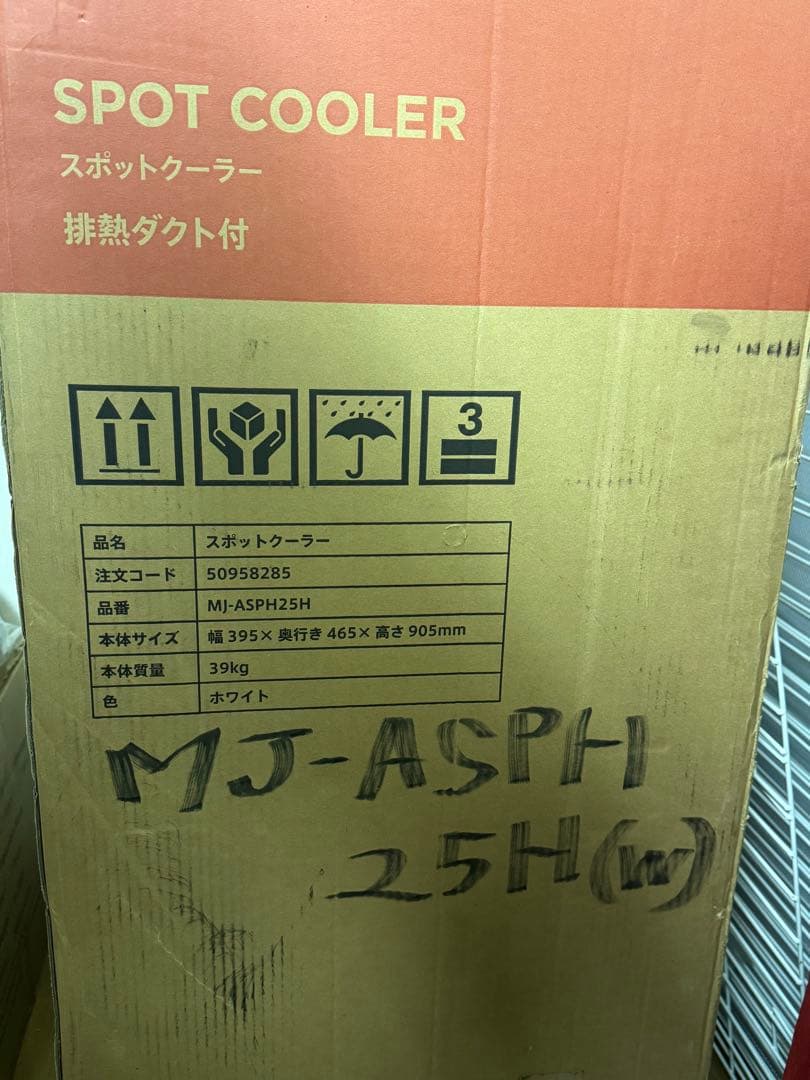 SPOT COOLER
スポットクーラー
排熱ダクト付
3
品名 スポットクーラー
注文コード 50958285
品番 MJ-ASPH25H
本体サイズ 幅 395× 奥行き 465× 高さ 905mm
本体質量 39kg
色 ホワイト
MJ-ASPH
25H(W)